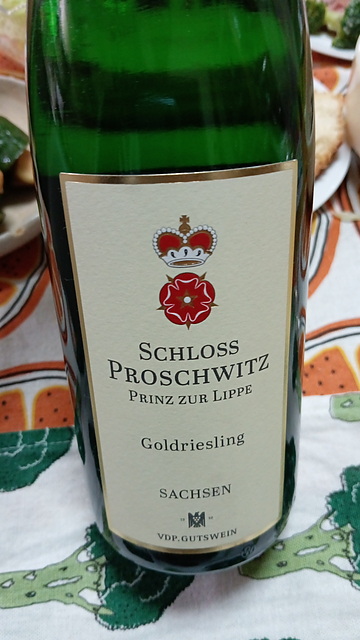 SCHLOSS
PROSCHWITZ
PRINZ ZUR LIPPE
Goldriesling
SACHSEN
VDP.GUTSWEIN